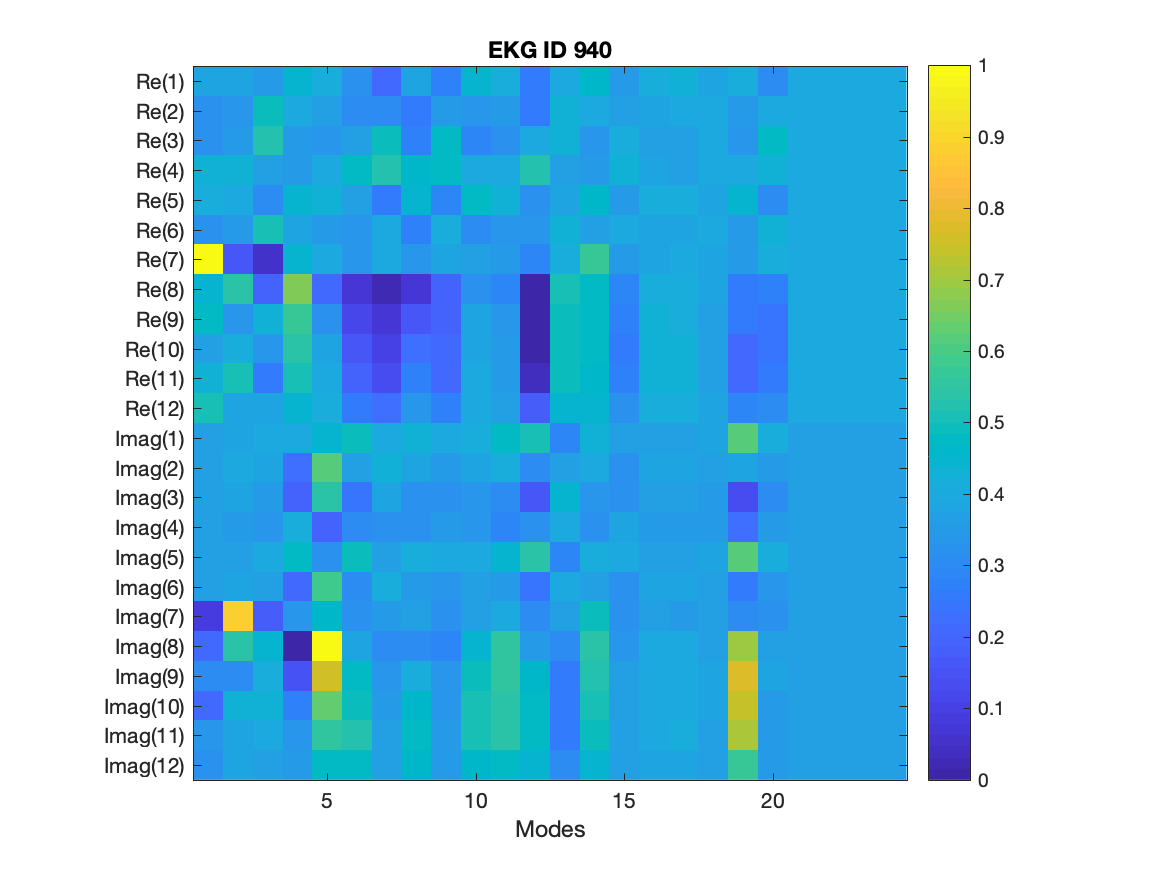 EKG ID 940
Re(1)
Re(2)
Re(3)
Re(4)
Re(5)
Re(6)
Re(7)
Re(8)
Re(9)
Re(10)
Re(11)
Re(12)
Imag(1)
Imag(2)
Imag(3)
Imag(4)
Imag(5)
Imag(6)
Imag(7)
Imag(8)
Imag(9)
Imag(10)
Imag(11)
Imag(12)
5 10 15 20
Modes
1
0.9
0.8
0.7
0.6
0.5
0.4
0.3
0.2
0.1
0